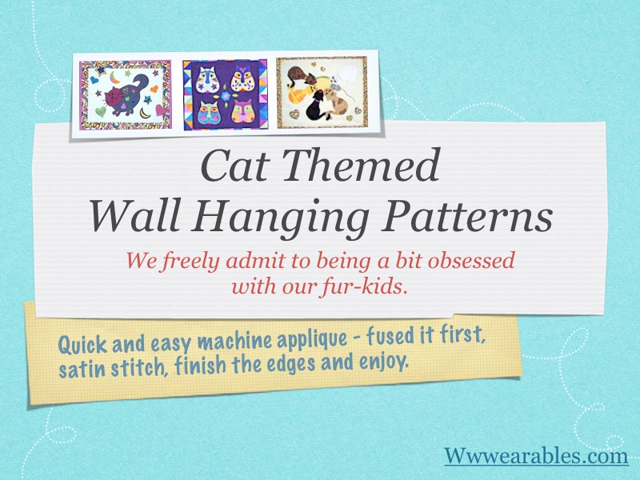 Cat Themed
Wall Hanging Patterns
We freely admit to being a bit obsessed
with our fur-kids.
Quick and easy machine applique - fused it first,
satin stitch, finish the edges and enjoy.
Wwwearables.com